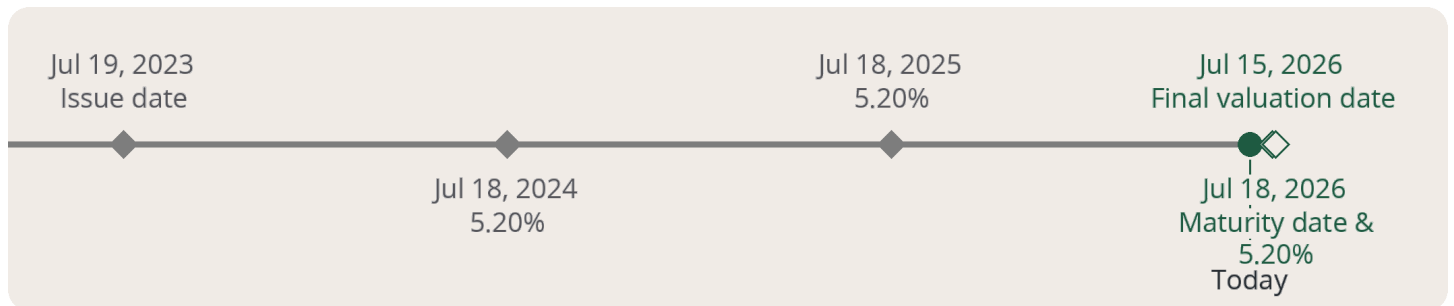 Jul 19, 2023
Issue date
Jul 18, 2024
5.20%
Jul 18, 2025
5.20%
Jul 15, 2026
Final valuation date
Jul 18, 2026
Maturity date &
5.20%
Today